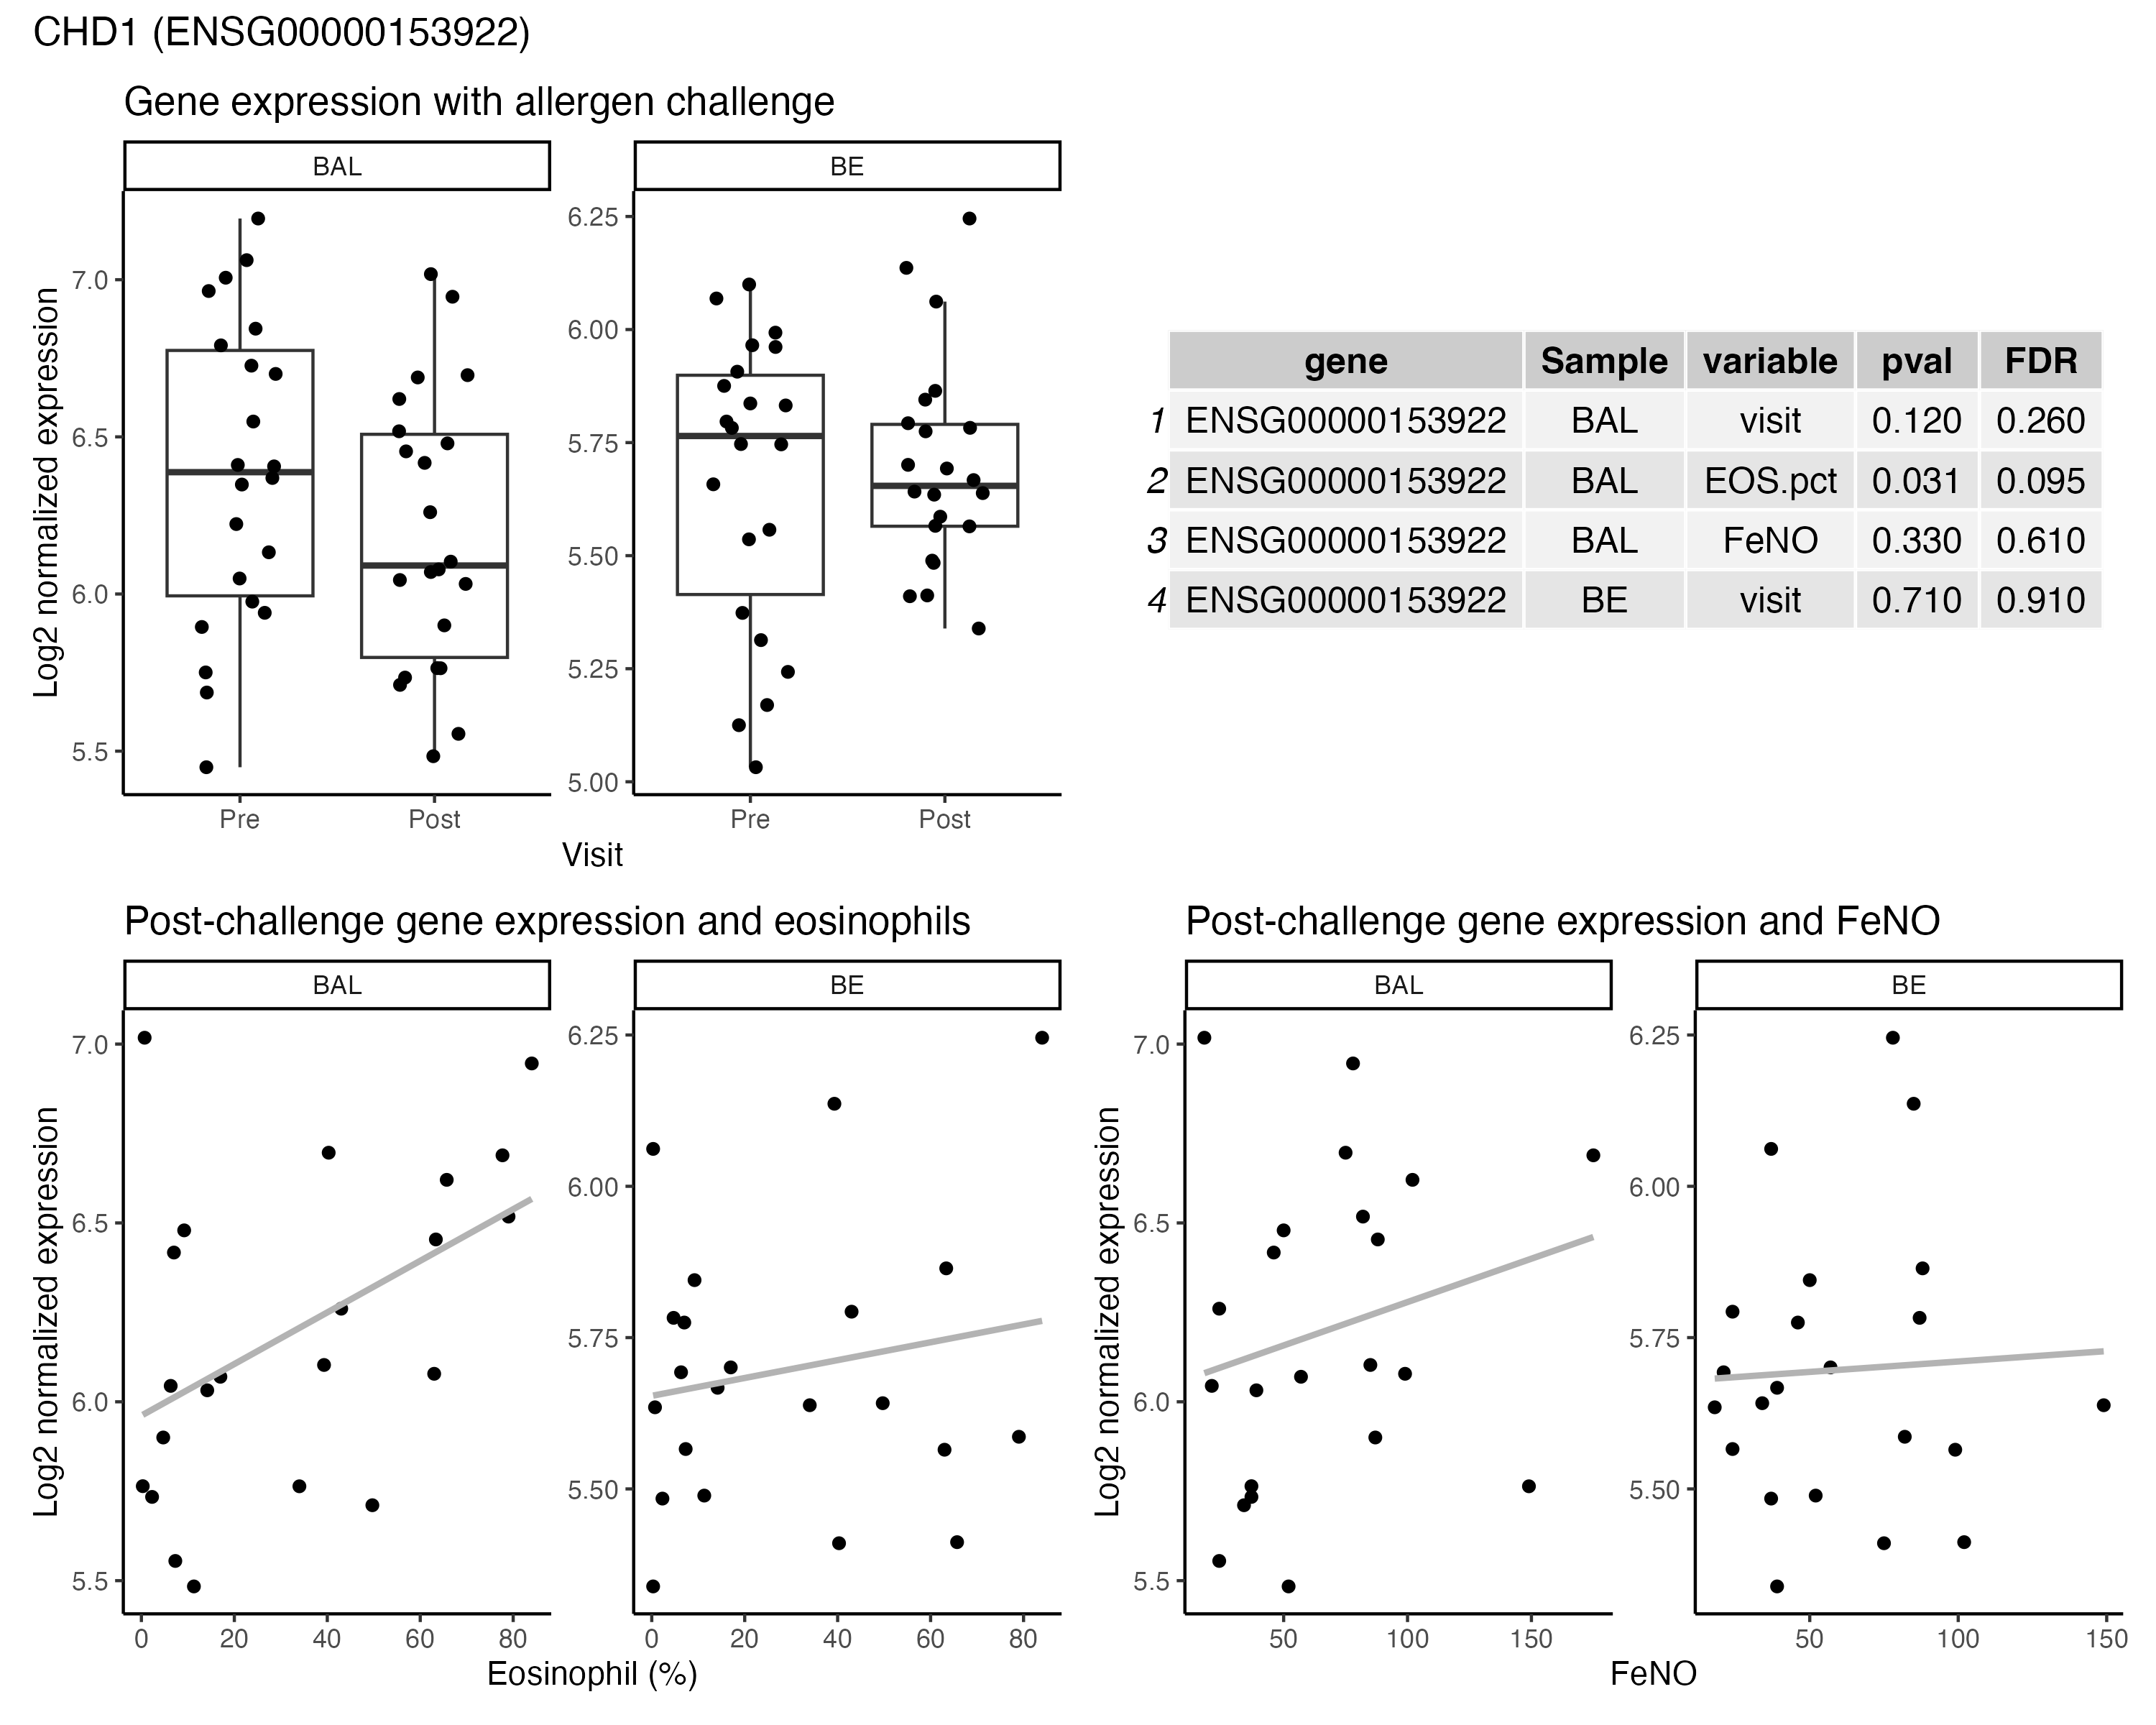 CHD1 (ENSG00000153922)
Gene expression with allergen challenge
BAL
BE
Log2 normalized expression
7.0
6.5
6.0
5.5
6.25
6.00
5.75
5.50
5.25
5.00
Pre
Post
Pre
Post
Visit
gene Sample variable pval FDR
1 ENSG00000153922 BAL visit 0.120 0.260
2 ENSG00000153922 BAL EOS.pct 0.031 0.095
3 ENSG00000153922 BAL FeNO 0.330 0.610
4 ENSG00000153922 BE visit 0.710 0.910
Post-challenge gene expression and eosinophils
BAL
BE
Log2 normalized expression
7.0
6.5
6.0
5.5
6.25
6.00
5.75
5.50
0 20 40 60 80
0 20 40 60 80
Eosinophil (%)
Post-challenge gene expression and FeNO
BAL
BE
Log2 normalized expression
7.0
6.5
6.0
5.5
6.25
6.00
5.75
5.50
50 100 150
50 100 150
FeNO